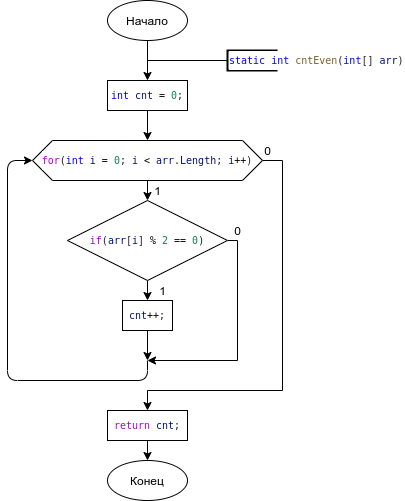 Начало
static int cntEven(int[] arr)
int cnt = 0;
for(int i = 0; i < arr.Length; i++)
0
1
if(arr[i] % 2 == 0)
0
1
cnt++;
return cnt;
Конец